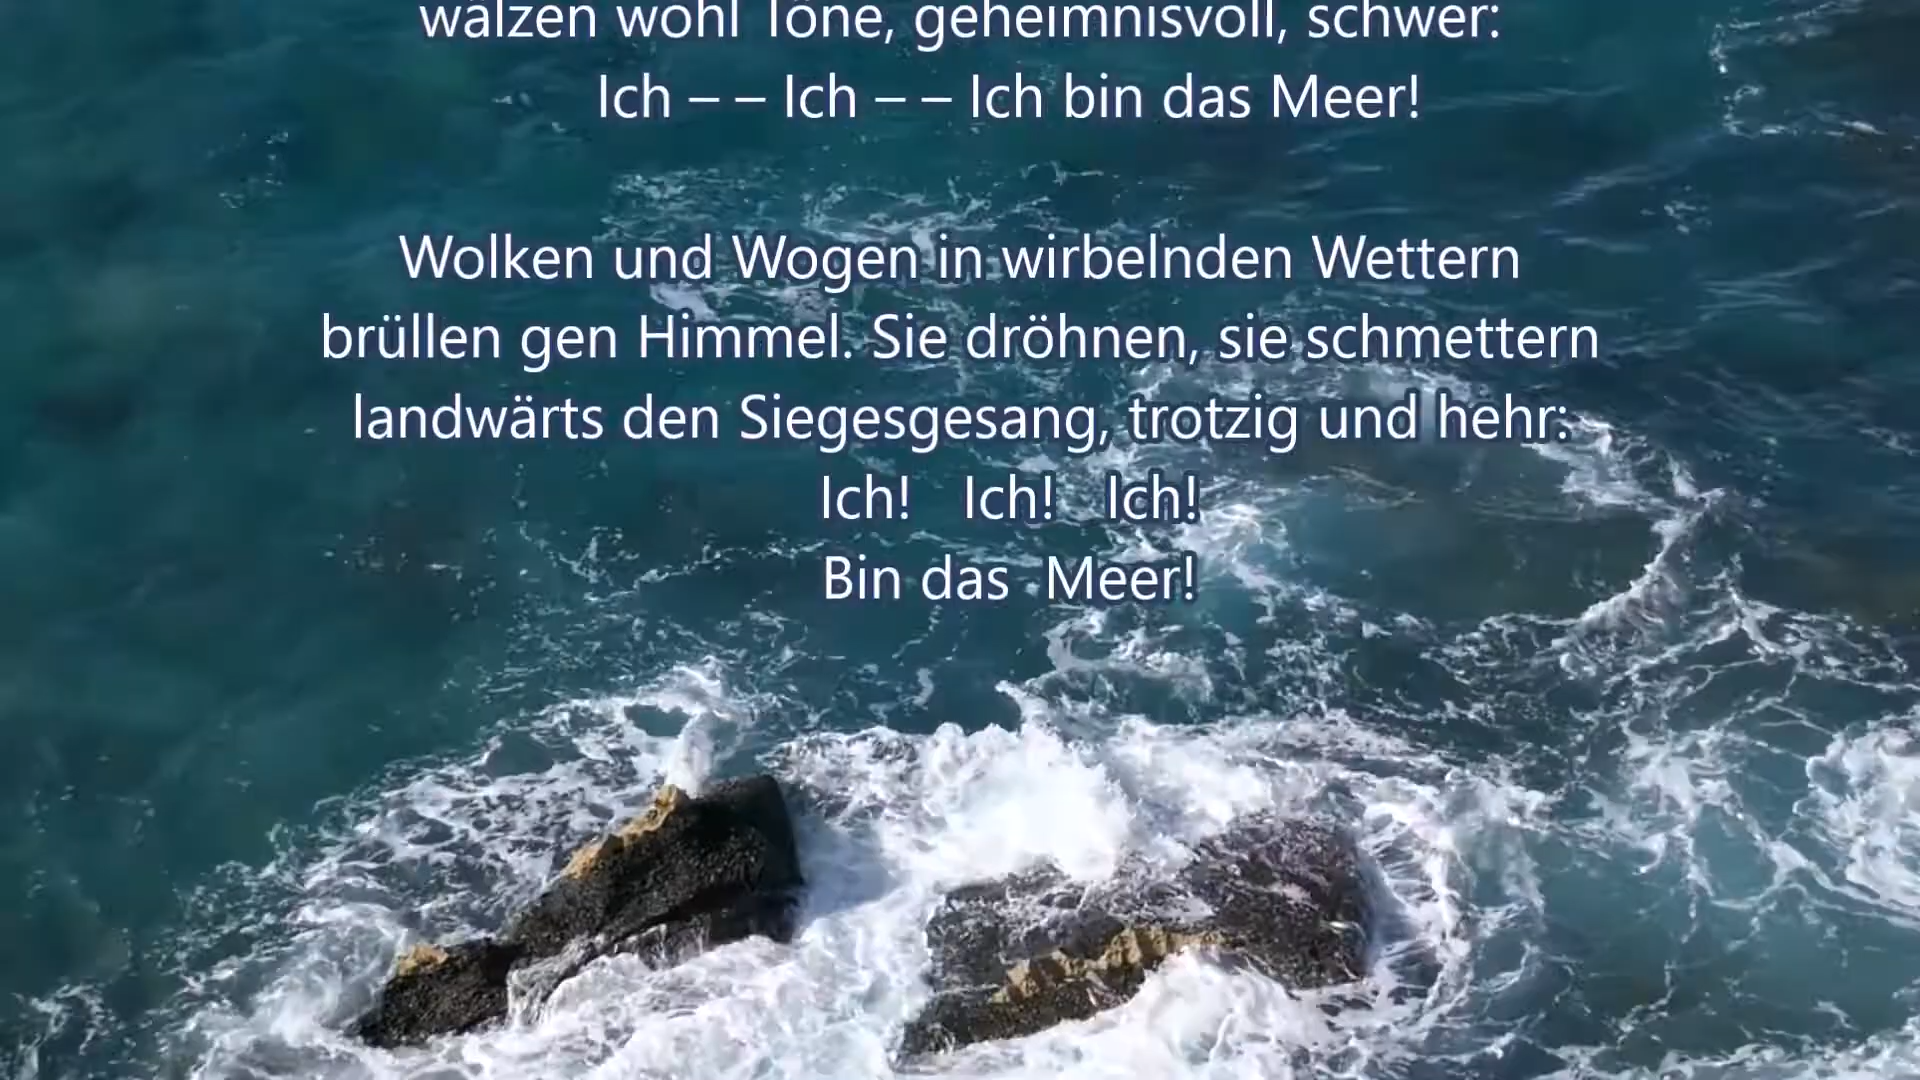 wälzen wohl Töne, geheimnisvoll, schwer:
Ich – – Ich – – Ich bin das Meer!
Wolken und Wogen in wirbelnden Wettern
brüllen gen Himmel. Sie dröhnen, sie schmettern
landwärts den Siegesgesang, trotzig und hehr:
Ich! Ich! Ich!
Bin das Meer!